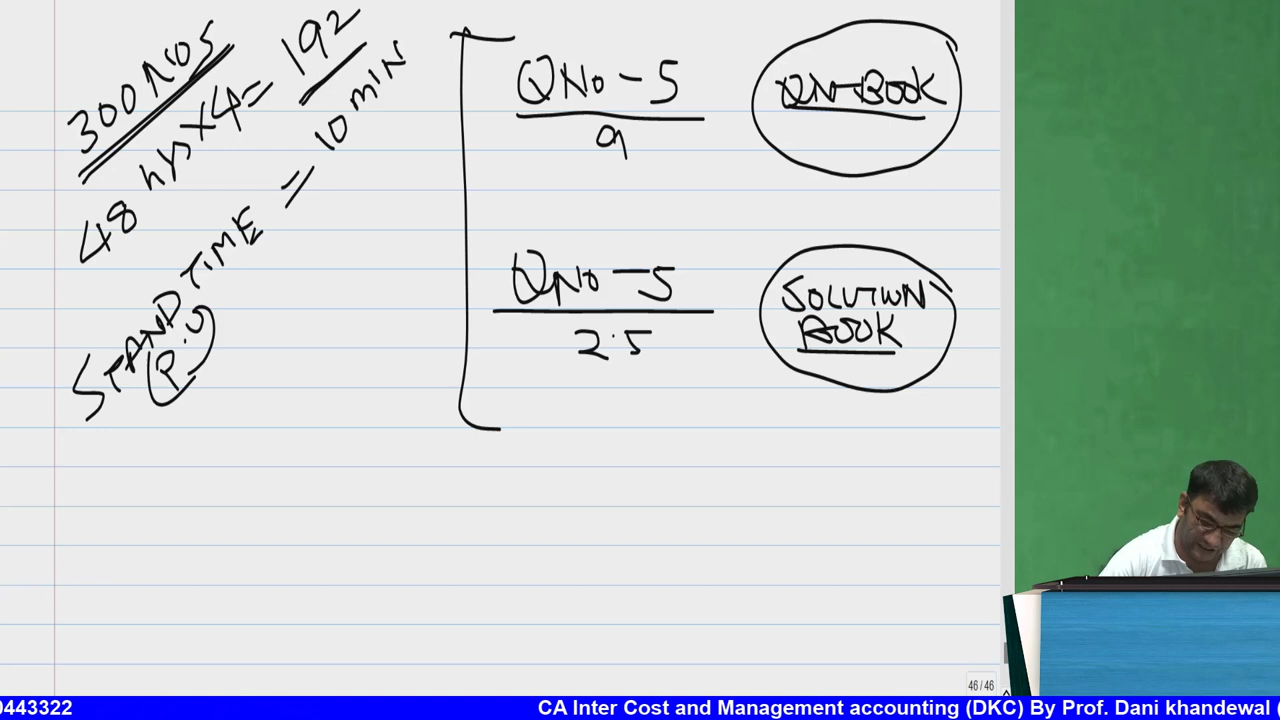 300 NOS
48 hrs x 4 = 192
STAND TIME = 10 MIN
(P.U)
QNo - 5
9
QN-BOOK
QNo - 5
2.5
SOLUTION
BOOK
46 / 46
0443322
CA Inter Cost and Management accounting (DKC) By Prof. Dani khandewal